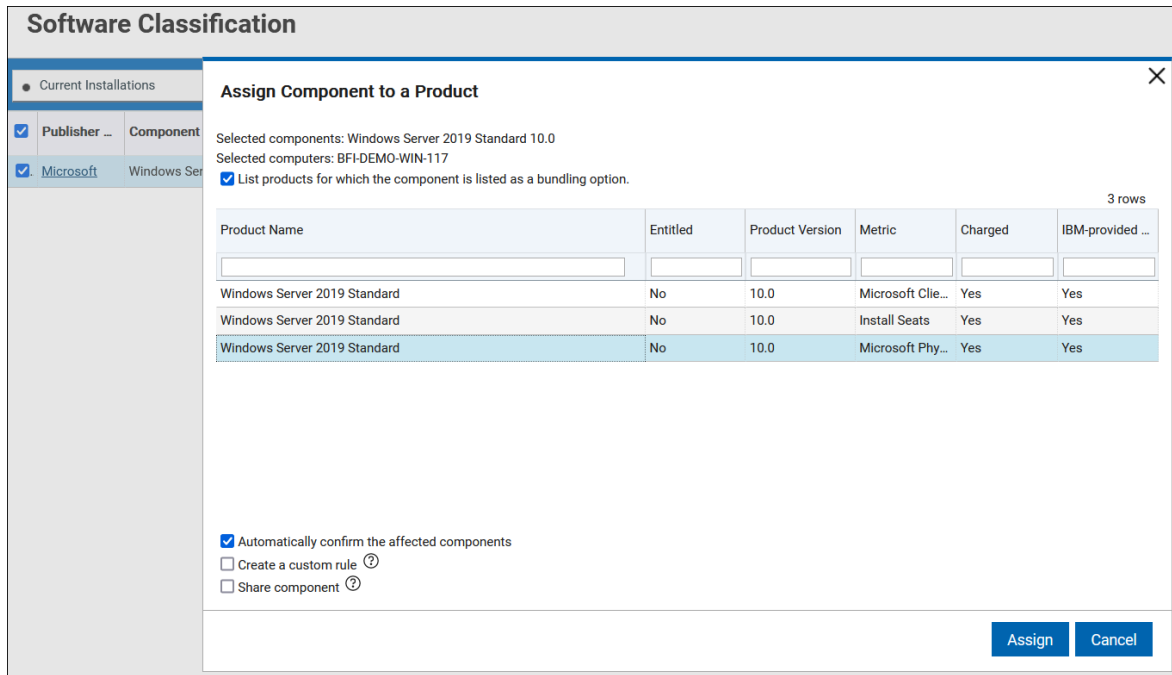 Software Classification
Current Installations
Publisher ... Component
Microsoft Windows Ser
Assign Component to a Product
Selected components: Windows Server 2019 Standard 10.0
Selected computers: BFI-DEMO-WIN-117
List products for which the component is listed as a bundling option.
3 rows
Product Name Entitled Product Version Metric Charged IBM-provided ...
Windows Server 2019 Standard No 10.0 Microsoft Clie... Yes Yes
Windows Server 2019 Standard No 10.0 Install Seats Yes Yes
Windows Server 2019 Standard No 10.0 Microsoft Phy... Yes Yes
Automatically confirm the affected components
Create a custom rule ?
Share component ?
Assign Cancel